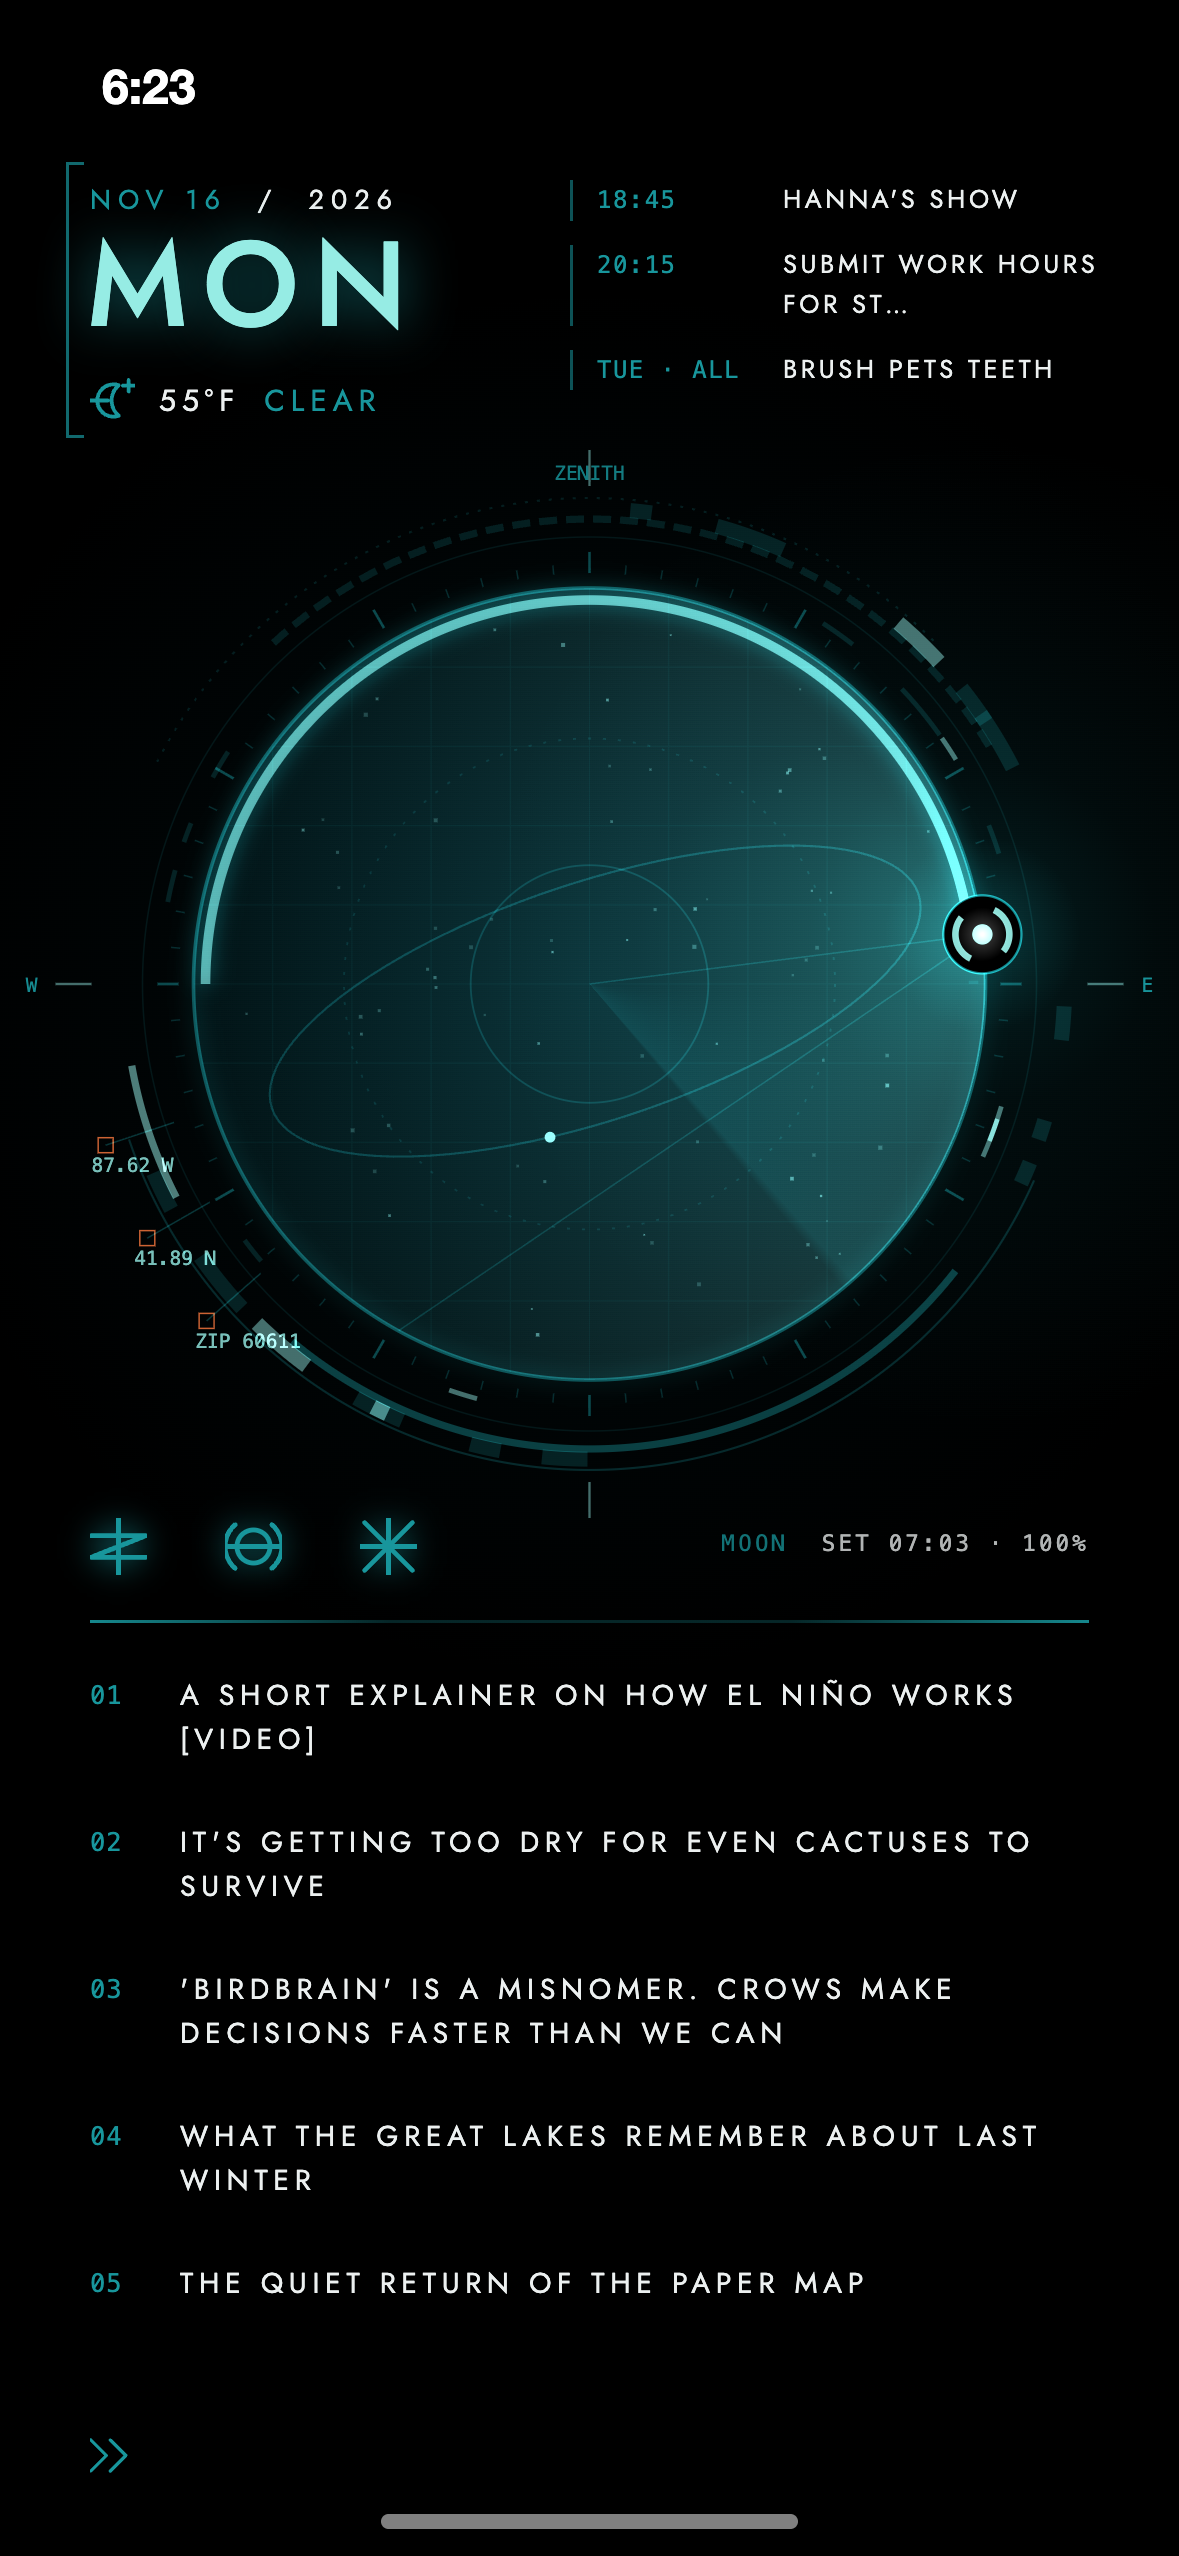 6:23
NOV 16 / 2026
MON
55°F CLEAR
18:45 HANNA'S SHOW
20:15 SUBMIT WORK HOURS
FOR ST…
TUE · ALL BRUSH PETS TEETH
ZENITH
W
E
87.62 W
41.89 N
ZIP 60611
MOON SET 07:03 · 100%
01 A SHORT EXPLAINER ON HOW EL NIÑO WORKS
[VIDEO]
02 IT'S GETTING TOO DRY FOR EVEN CACTUSES TO
SURVIVE
03 'BIRDBRAIN' IS A MISNOMER. CROWS MAKE
DECISIONS FASTER THAN WE CAN
04 WHAT THE GREAT LAKES REMEMBER ABOUT LAST
WINTER
05 THE QUIET RETURN OF THE PAPER MAP